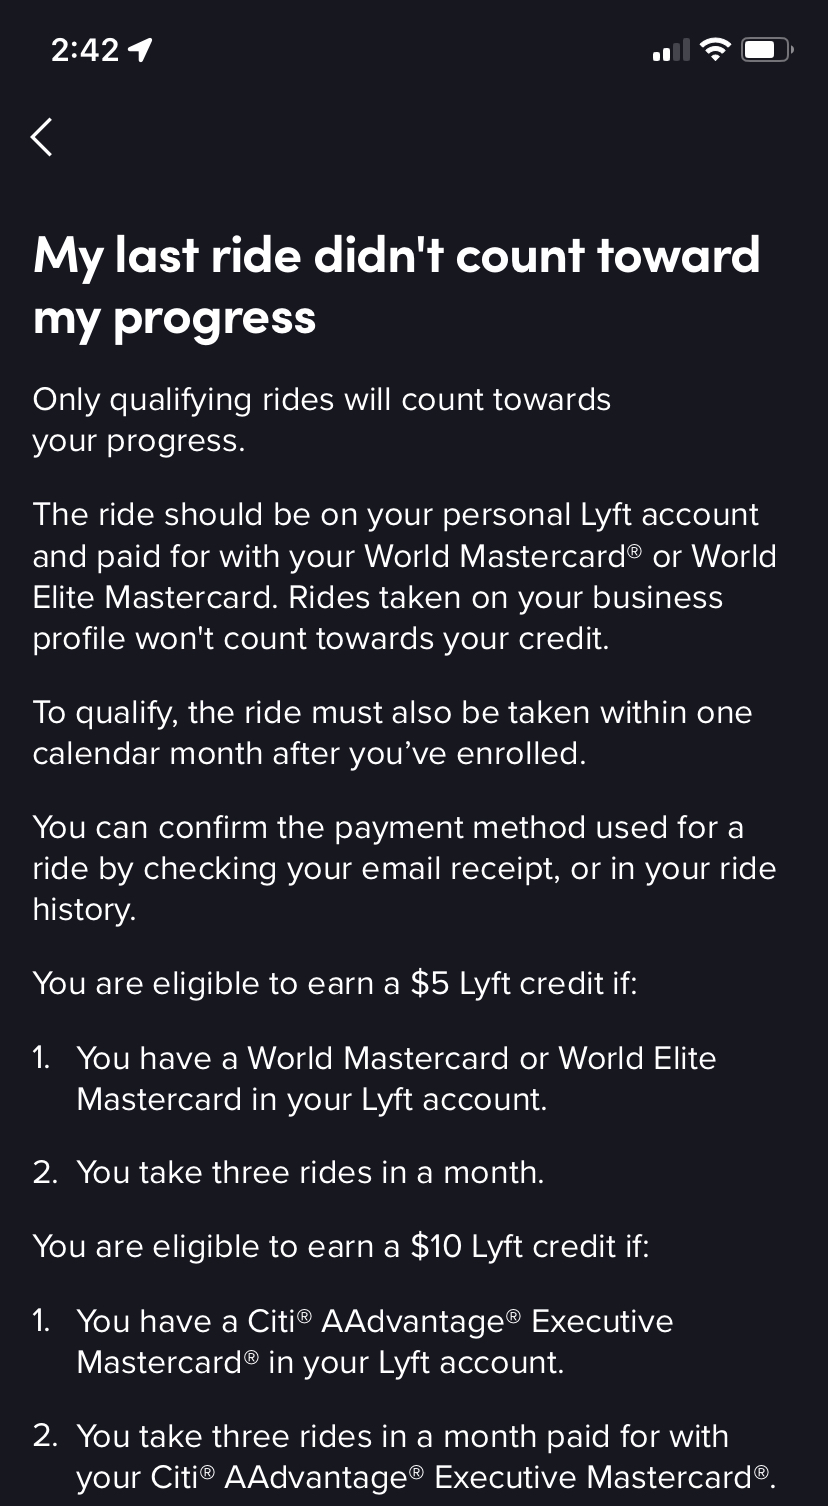 2:42
My last ride didn't count toward
my progress
Only qualifying rides will count towards
your progress.
The ride should be on your personal Lyft account
and paid for with your World Mastercard® or World
Elite Mastercard. Rides taken on your business
profile won't count towards your credit.
To qualify, the ride must also be taken within one
calendar month after you’ve enrolled.
You can confirm the payment method used for a
ride by checking your email receipt, or in your ride
history.
You are eligible to earn a $5 Lyft credit if:
1. You have a World Mastercard or World Elite
Mastercard in your Lyft account.
2. You take three rides in a month.
You are eligible to earn a $10 Lyft credit if:
1. You have a Citi® AAdvantage® Executive
Mastercard® in your Lyft account.
2. You take three rides in a month paid for with
your Citi® AAdvantage® Executive Mastercard®.